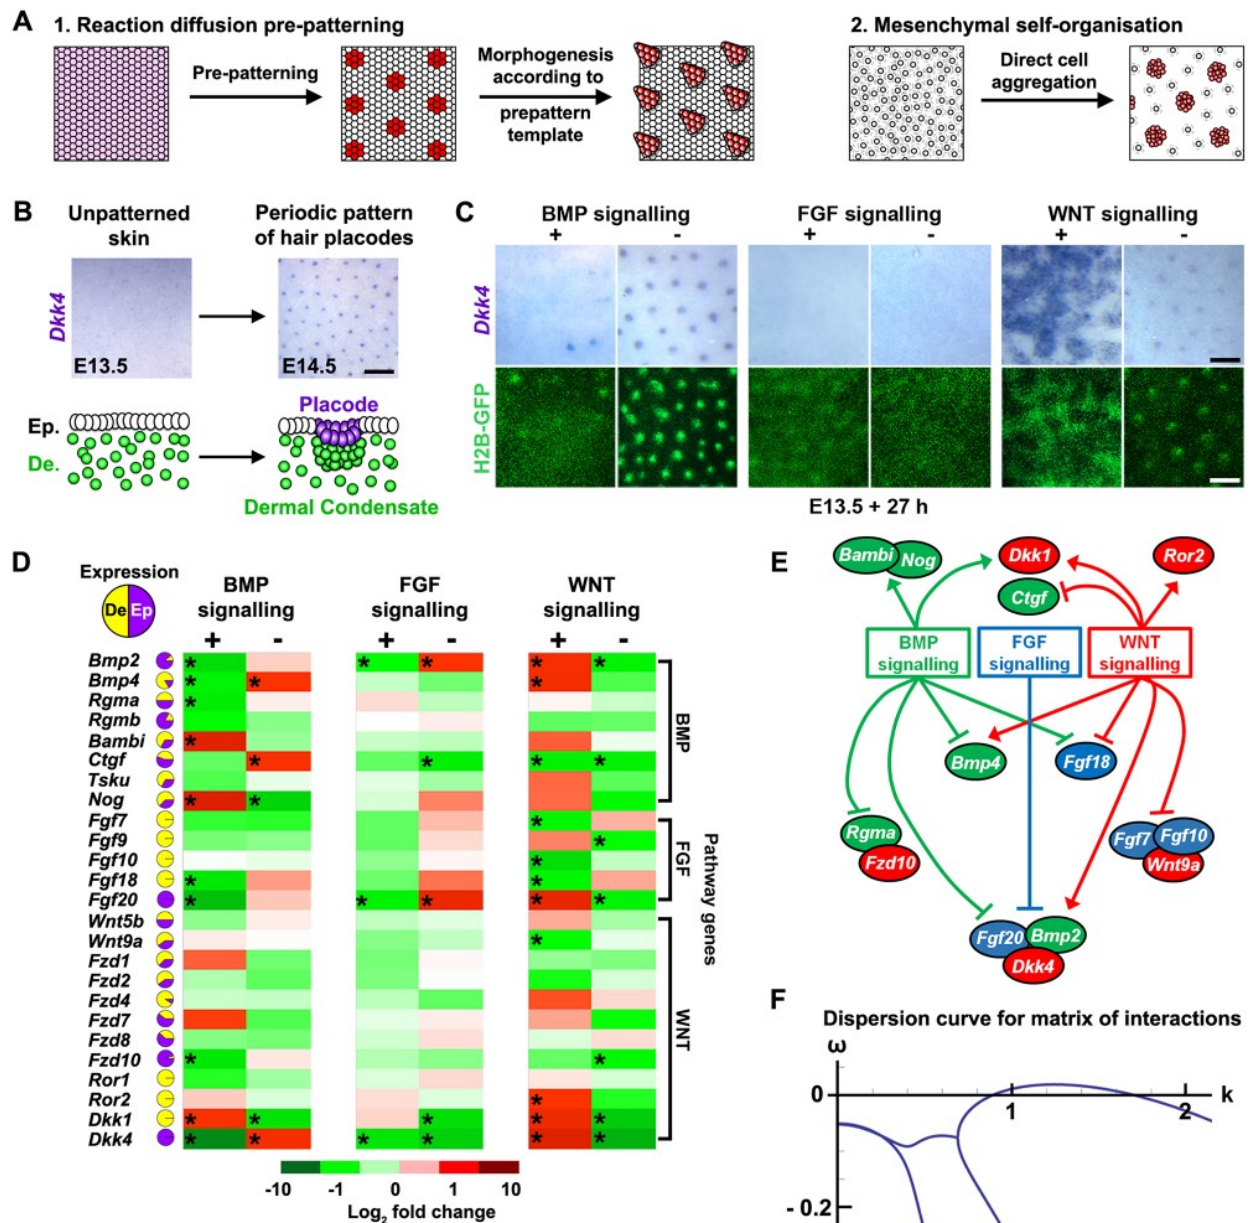 A
1. Reaction diffusion pre-patterning
2. Mesenchymal self-organisation
Pre-patterning
Morphogenesis
according to
prepattern
template
Direct cell
aggregation
B
Unpatterned
skin
Periodic pattern
of hair placodes
Dkk4
E13.5
E14.5
Placode
Ep.
De.
Dermal Condensate
C
BMP signalling
FGF signalling
WNT signalling
+ - + - + -
Dkk4
H2B-GFP
E13.5 + 27 h
D
Expression
De Ep
BMP
signalling
FGF
signalling
WNT
signalling
+ - + - + -
Bmp2 * * * * *
Bmp4 * * *
Rgma *
Rgmb
Bambi *
Ctgf * * * *
Tsku
Nog * *
Fgf7 *
Fgf9 *
Fgf10 *
Fgf18 * *
Fgf20 * * * * *
Wnt5b
Wnt9a *
Fzd1
Fzd2
Fzd4
Fzd7
Fzd8
Fzd10 * *
Ror1
Ror2 *
Dkk1 * * * * *
Dkk4 * * * * * *
BMP
FGF
WNT
Pathway genes
-10 -1 0 1 10
Log2 fold change
E
Bambi Nog
Dkk1
Ror2
Ctgf
BMP
signalling
FGF
signalling
WNT
signalling
Bmp4
Fgf18
Rgma
Fzd10
Fgf7 Fgf10
Wnt9a
Fgf20 Bmp2
Dkk4
F
Dispersion curve for matrix of interactions
ω
0
1
2
k
- 0.2